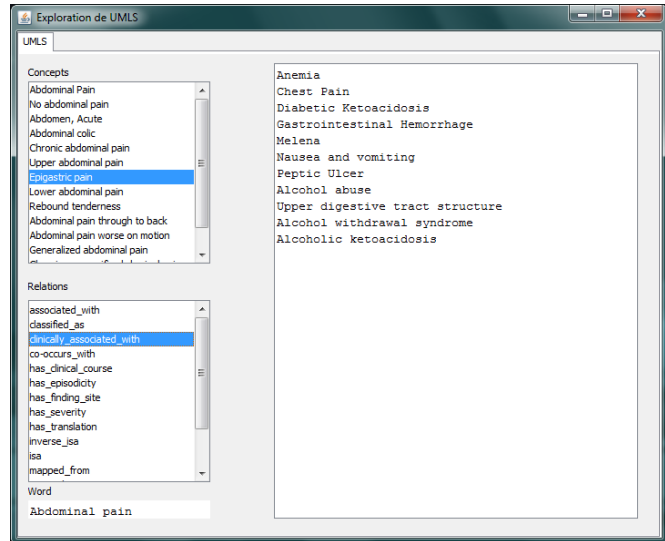 Exploration de UMLS
UMLS
Concepts
Abdominal Pain
No abdominal pain
Abdomen, Acute
Abdominal colic
Chronic abdominal pain
Upper abdominal pain
Epigastric pain
Lower abdominal pain
Rebound tenderness
Abdominal pain through to back
Abdominal pain worse on motion
Generalized abdominal pain
Relations
associated_with
classified_as
clinically_associated_with
co-occurs_with
has_clinical_course
has_episodicity
has_finding_site
has_severity
has_translation
inverse_isa
isa
mapped_from
Word
Abdominal pain
Anemia
Chest Pain
Diabetic Ketoacidosis
Gastrointestinal Hemorrhage
Melena
Nausea and vomiting
Peptic Ulcer
Alcohol abuse
Upper digestive tract structure
Alcohol withdrawal syndrome
Alcoholic ketoacidosis